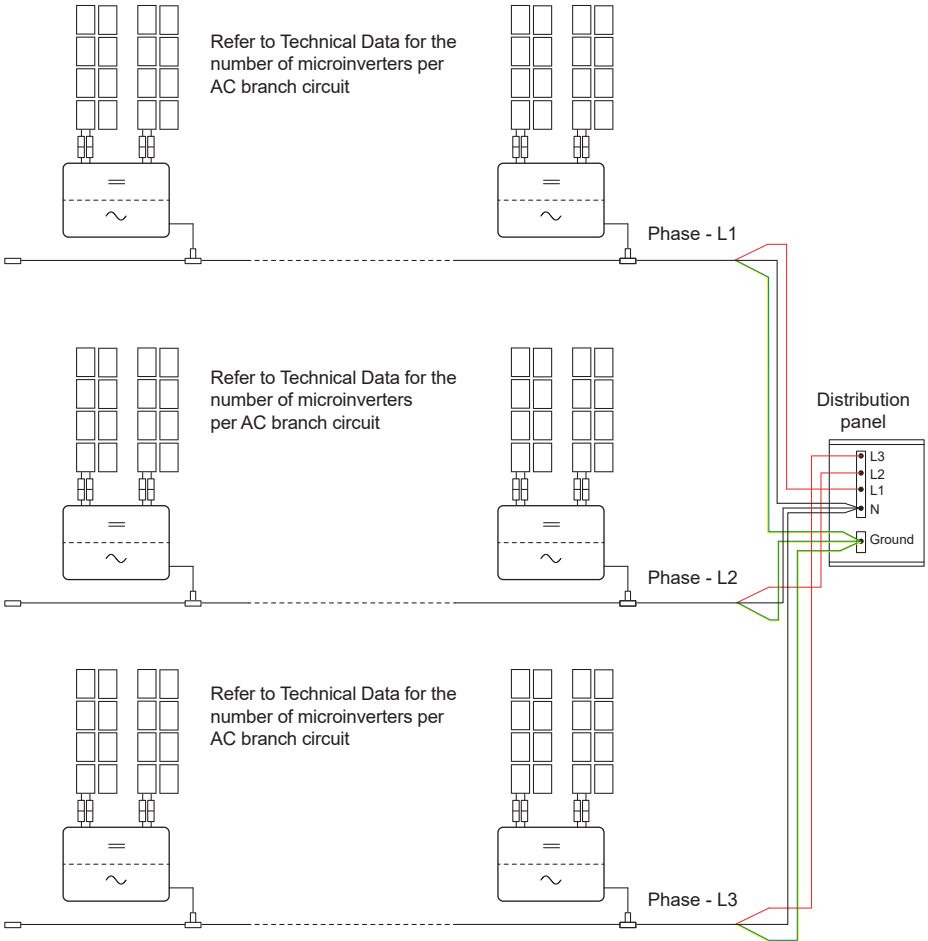 Refer to Technical Data for the
number of microinverters per
AC branch circuit
Phase - L1
Refer to Technical Data for the
number of microinverters
per AC branch circuit
Distribution
panel
L3
L2
L1
N
Ground
Phase - L2
Refer to Technical Data for the
number of microinverters per
AC branch circuit
Phase - L3